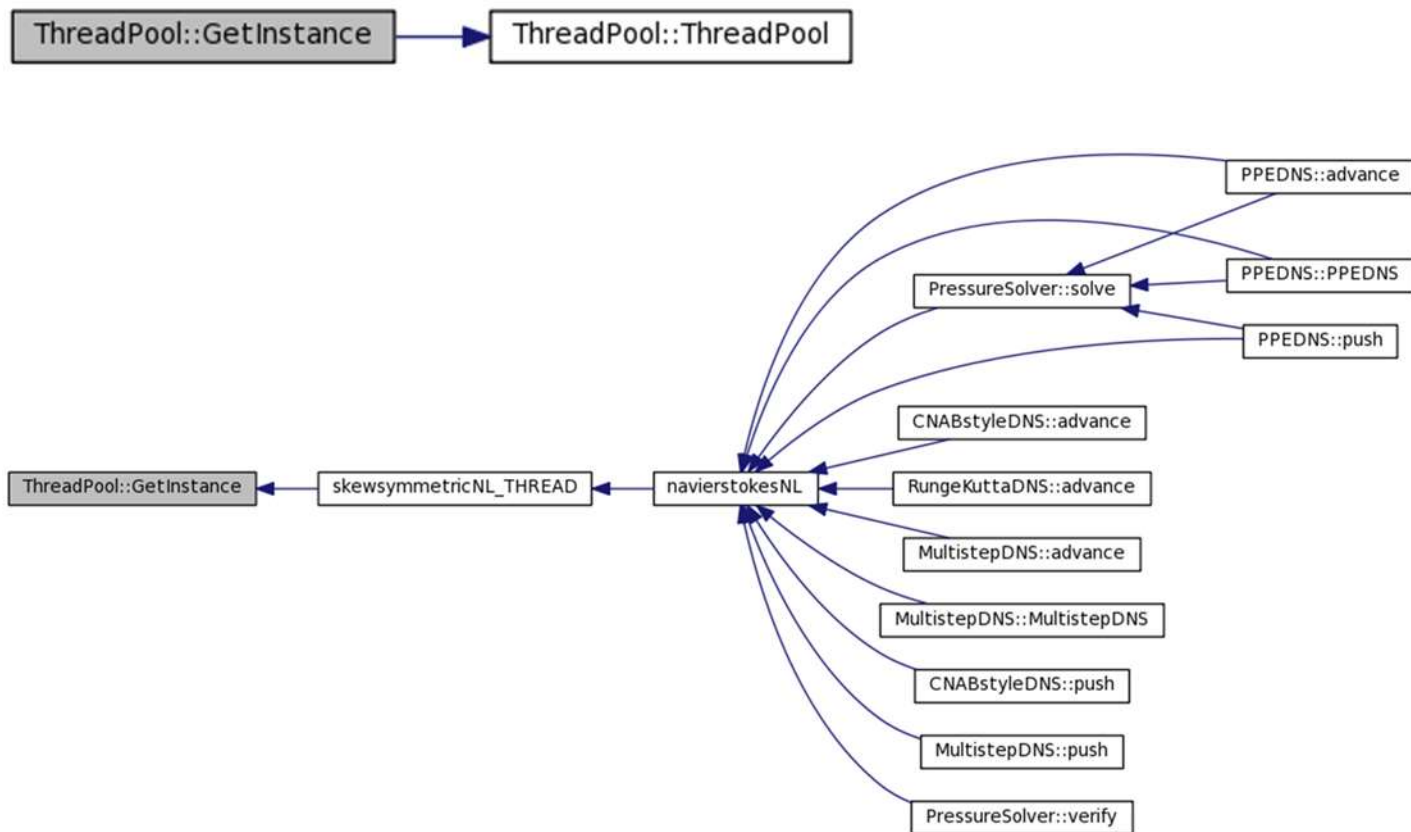 ThreadPool::GetInstance
ThreadPool::ThreadPool
PPEDNS::advance
PPEDNS::PPEDNS
PressureSolver::solve
PPEDNS::push
CNABstyleDNS::advance
ThreadPool::GetInstance
skewsymmetricNL_THREAD
navierstokesNL
RungeKuttaDNS::advance
MultistepDNS::advance
MultistepDNS::MultistepDNS
CNABstyleDNS::push
MultistepDNS::push
PressureSolver::verify